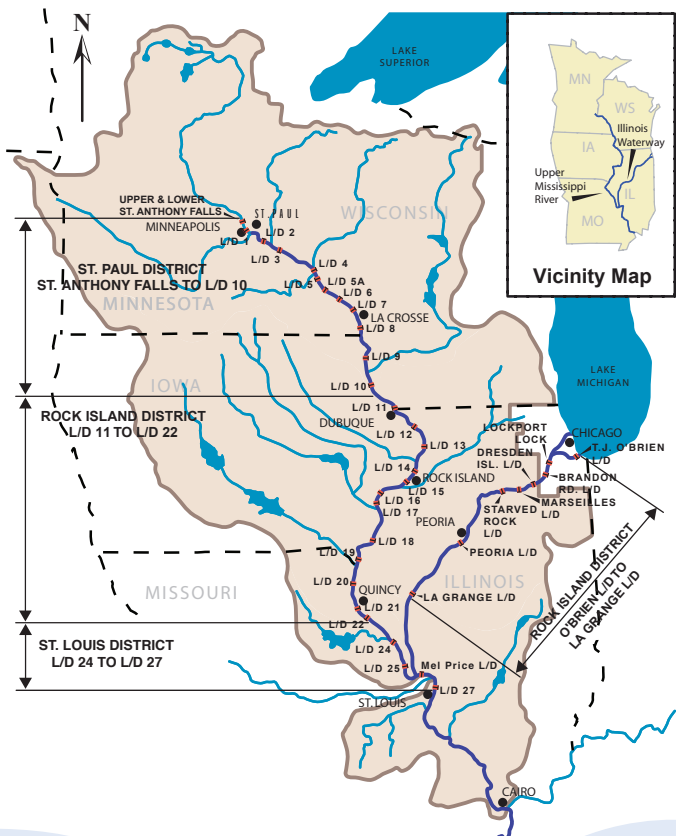 N
LAKE
SUPERIOR
MN
WS
Illinois
Waterway
IA
Upper
Mississippi
River
IL
MO
Vicinity Map
UPPER & LOWER
ST. ANTHONY FALLS
ST. PAUL
MINNEAPOLIS
WISCONSIN
L/D 1
L/D 2
L/D 3
L/D 4
ST. PAUL DISTRICT
ST. ANTHONY FALLS TO L/D 10
L/D 5
L/D 5A
L/D 6
MINNESOTA
L/D 7
LA CROSSE
L/D 8
L/D 9
LAKE
MICHIGAN
IOWA
L/D 10
ROCK ISLAND DISTRICT
L/D 11 TO L/D 22
L/D 11
DUBUQUE
L/D 12
L/D 13
LOCKPORT
LOCK
CHICAGO
T.J. O'BRIEN
L/D
DRESDEN
ISL. L/D
L/D 14
ROCK ISLAND
L/D 15
BRANDON
RD. L/D
L/D 16
L/D 17
STARVED
ROCK
L/D
MARSEILLES
L/D
PEORIA
L/D 18
PEORIA L/D
L/D 19
ROCK ISLAND DISTRICT
O'BRIEN L/D TO
LA GRANGE L/D
L/D 20
MISSOURI
QUINCY
ILLINOIS
LA GRANGE L/D
L/D 21
L/D 22
ST. LOUIS DISTRICT
L/D 24 TO L/D 27
L/D 24
L/D 25
Mel Price L/D
L/D 27
ST. LOUIS
CAIRO